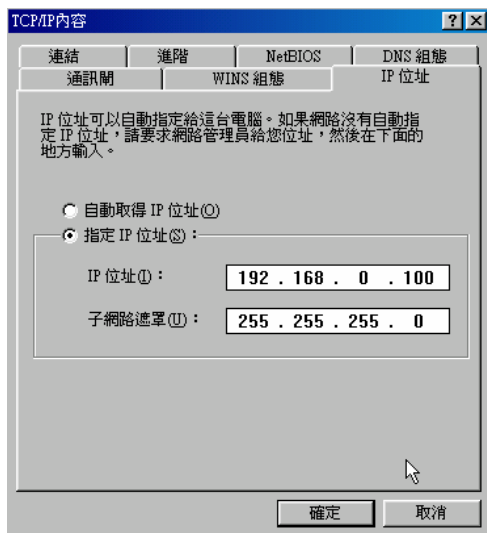 TCP/IP內容
連結 進階 NetBIOS DNS 組態
通訊閘 WINS 組態 IP 位址
IP 位址可以自動指定給這台電腦。如果網路沒有自動指
定 IP 位址，請要求網路管理員給您位址，然後在下面的
地方輸入。
自動取得 IP 位址(O)
指定 IP 位址(S)：
IP 位址(I)： 192 . 168 . 0 . 100
子網路遮罩(U)： 255 . 255 . 255 . 0
確定 取消